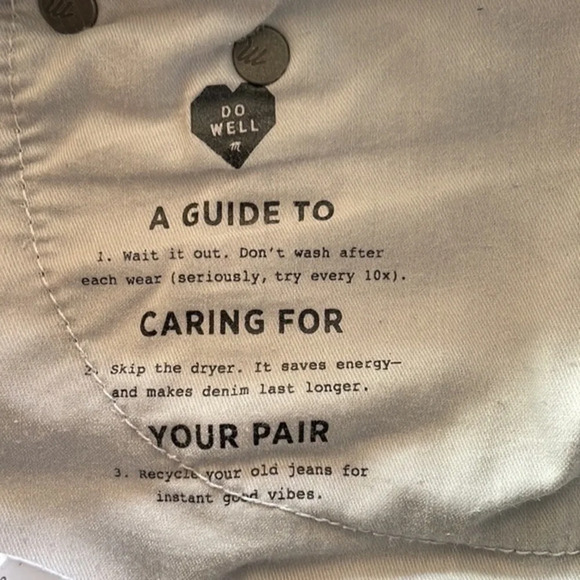 DO
WELL
m
A GUIDE TO
1. Wait it out. Don't wash after
each wear (seriously, try every 10x).
CARING FOR
2. Skip the dryer. It saves energy—
and makes denim last longer.
YOUR PAIR
3. Recycle your old jeans for
instant good vibes.